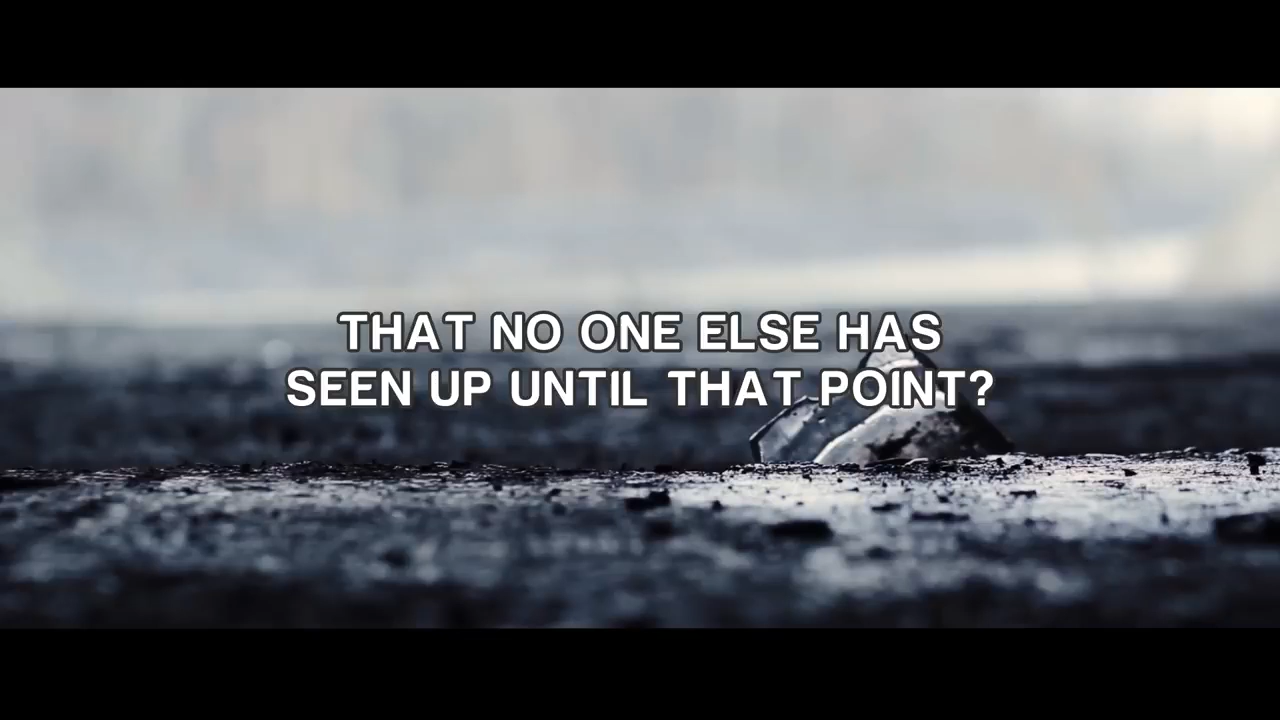 THAT NO ONE ELSE HAS
SEEN UP UNTIL THAT POINT?